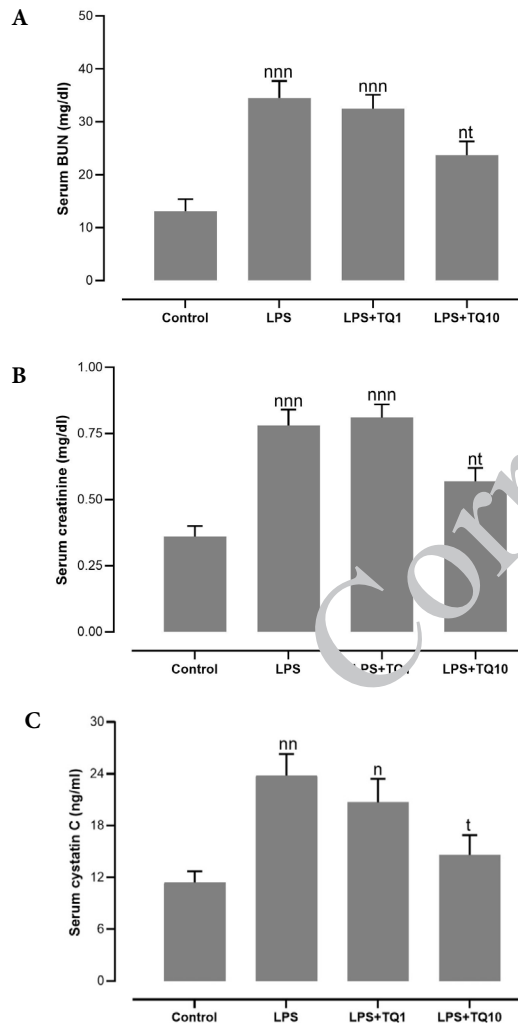 A
50
40
30
20
10
0
Serum BUN (mg/dl)
nnn
nnn
nt
Control LPS LPS+TQ1 LPS+TQ10
B
1.00
0.75
0.50
0.25
0.00
Serum creatinine (mg/dl)
nnn
nnn
nt
Control LPS LPS+TQ1 LPS+TQ10
Corr
C
30
24
18
12
6
0
Serum cystatin C (ng/ml)
nn
n
t
Control LPS LPS+TQ1 LPS+TQ10